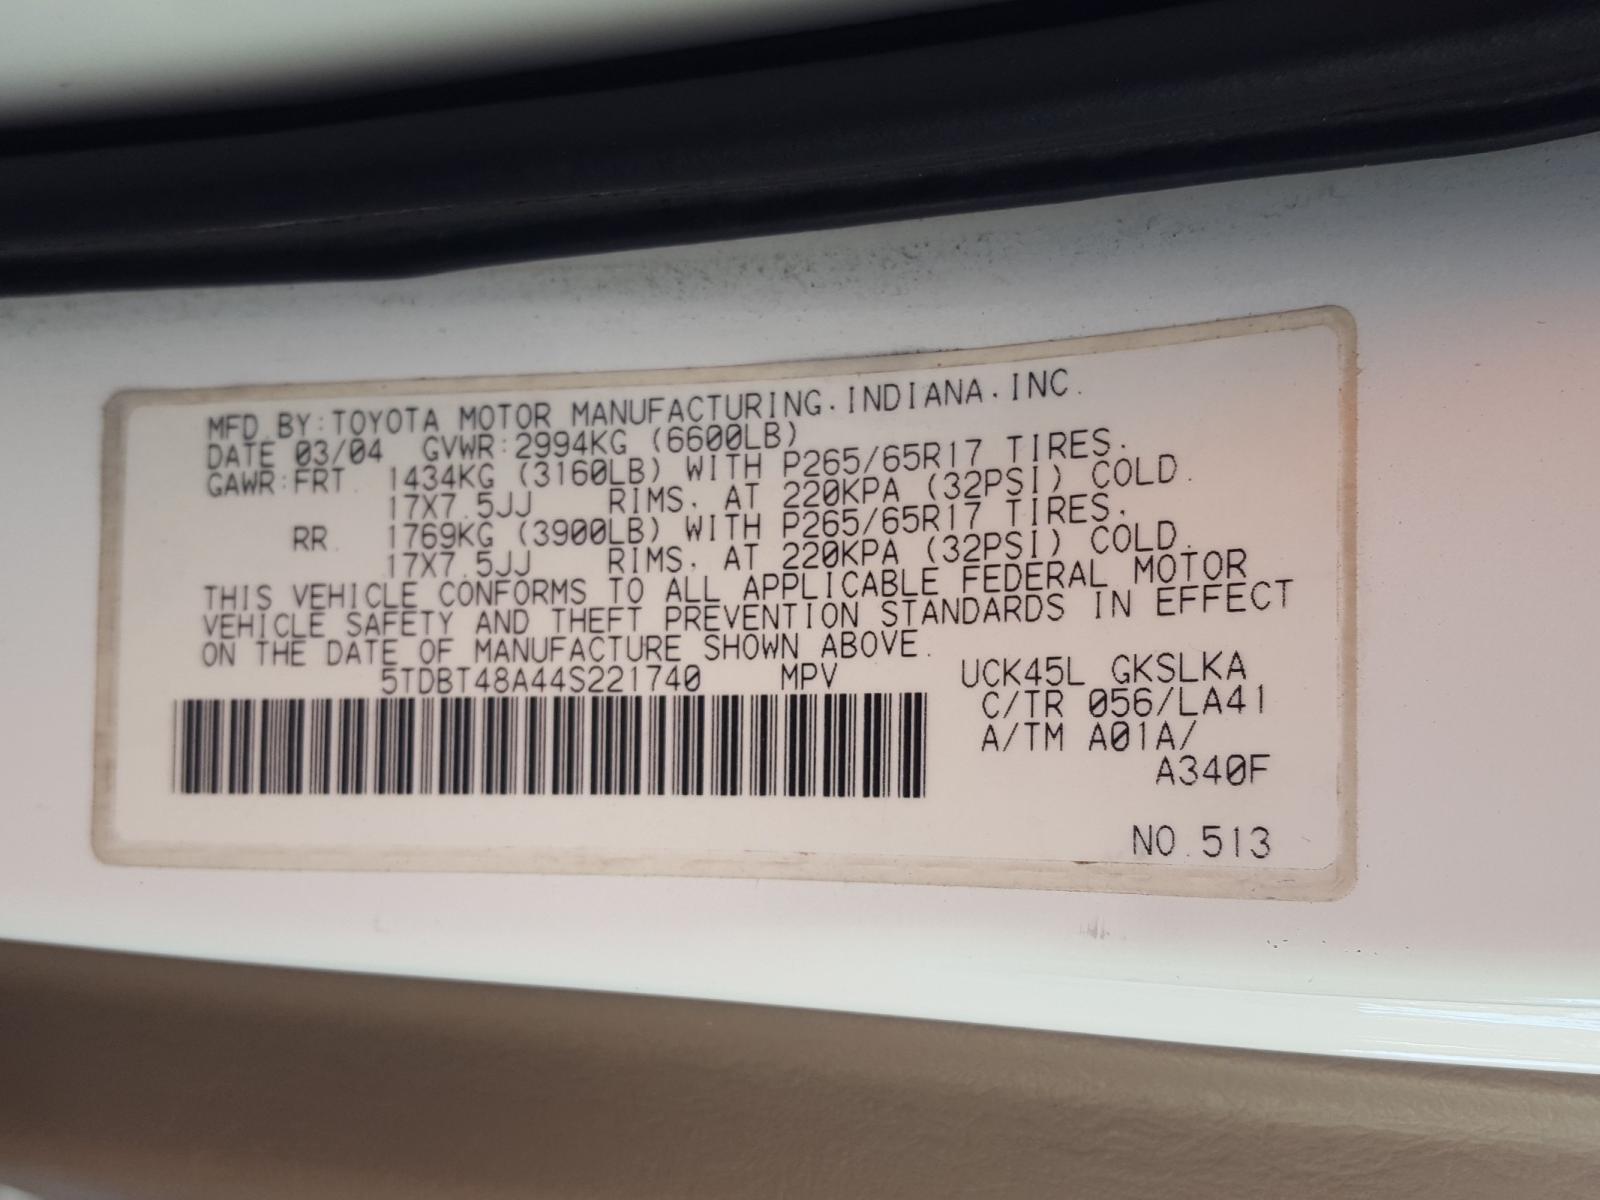 MFD BY:TOYOTA MOTOR MANUFACTURING.INDIANA.INC.
DATE 03/04 GVWR:2994KG (6600LB)
GAWR:FRT. 1434KG (3160LB) WITH P265/65R17 TIRES.
17X7.5JJ RIMS. AT 220KPA (32PSI) COLD.
RR. 1769KG (3900LB) WITH P265/65R17 TIRES.
17X7.5JJ RIMS. AT 220KPA (32PSI) COLD.
THIS VEHICLE CONFORMS TO ALL APPLICABLE FEDERAL MOTOR
VEHICLE SAFETY AND THEFT PREVENTION STANDARDS IN EFFECT
ON THE DATE OF MANUFACTURE SHOWN ABOVE.
5TDBT48A44S221740 MPV UCK45L GKSLKA
C/TR 056/LA41
A/TM A01A/
A340F
NO.513